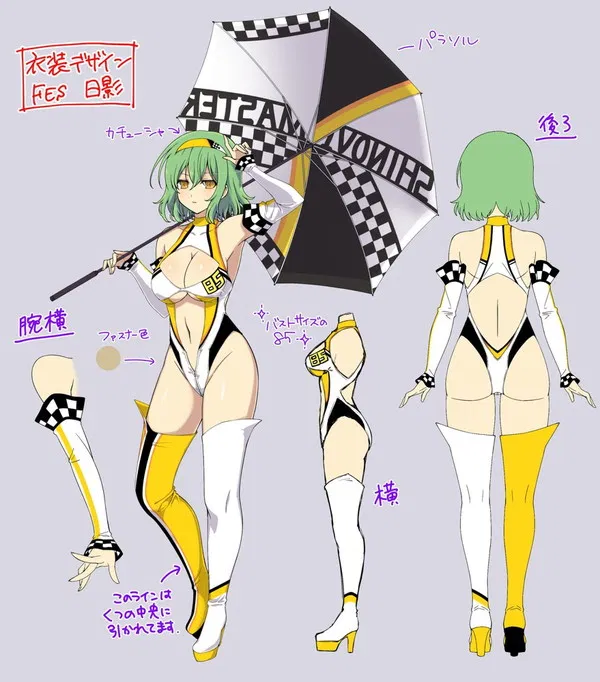 衣装デザイン
FES 日影
パラソル
カチューシャ
SHINOVI MASTER
後ろ
85
腕横
ファスナー色
バストサイズの
85
85
横
このラインは
くつの中央に
引かれてます。